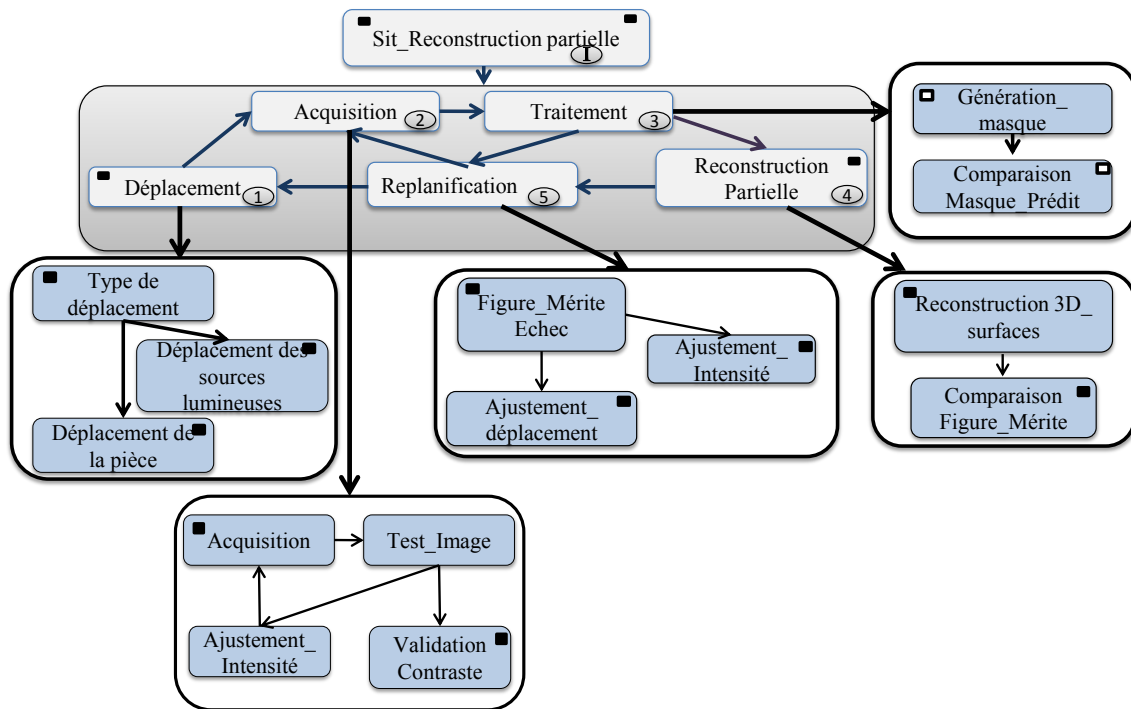 Sit_Reconstruction partielle
I
Acquisition
2
Traitement
3
Déplacement
1
Replanification
5
Reconstruction
Partielle
4
Génération_
masque
Comparaison
Masque_Prédit
Type de
déplacement
Déplacement des
sources
lumineuses
Déplacement de
la pièce
Figure_Mérite
Echec
Ajustement_
Intensité
Ajustement_
déplacement
Reconstruction 3D_
surfaces
Comparaison
Figure_Mérite
Acquisition
Test_Image
Ajustement_
Intensité
Validation
Contraste